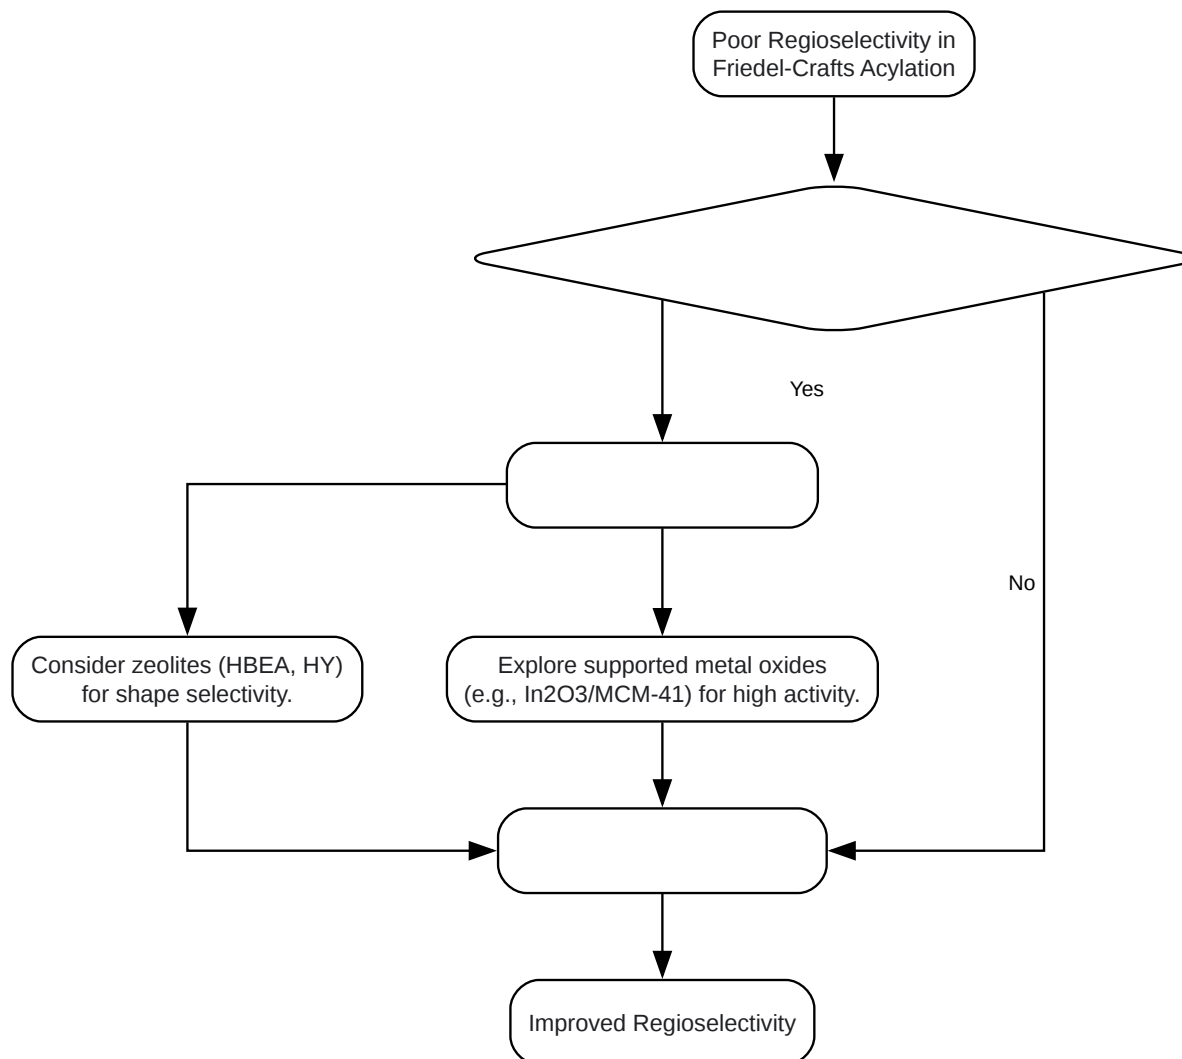 Poor Regioselectivity in
Friedel-Crafts Acylation
Yes
No
Consider zeolites (HBEA, HY)
for shape selectivity.
Explore supported metal oxides
(e.g., In2O3/MCM-41) for high activity.
Improved Regioselectivity